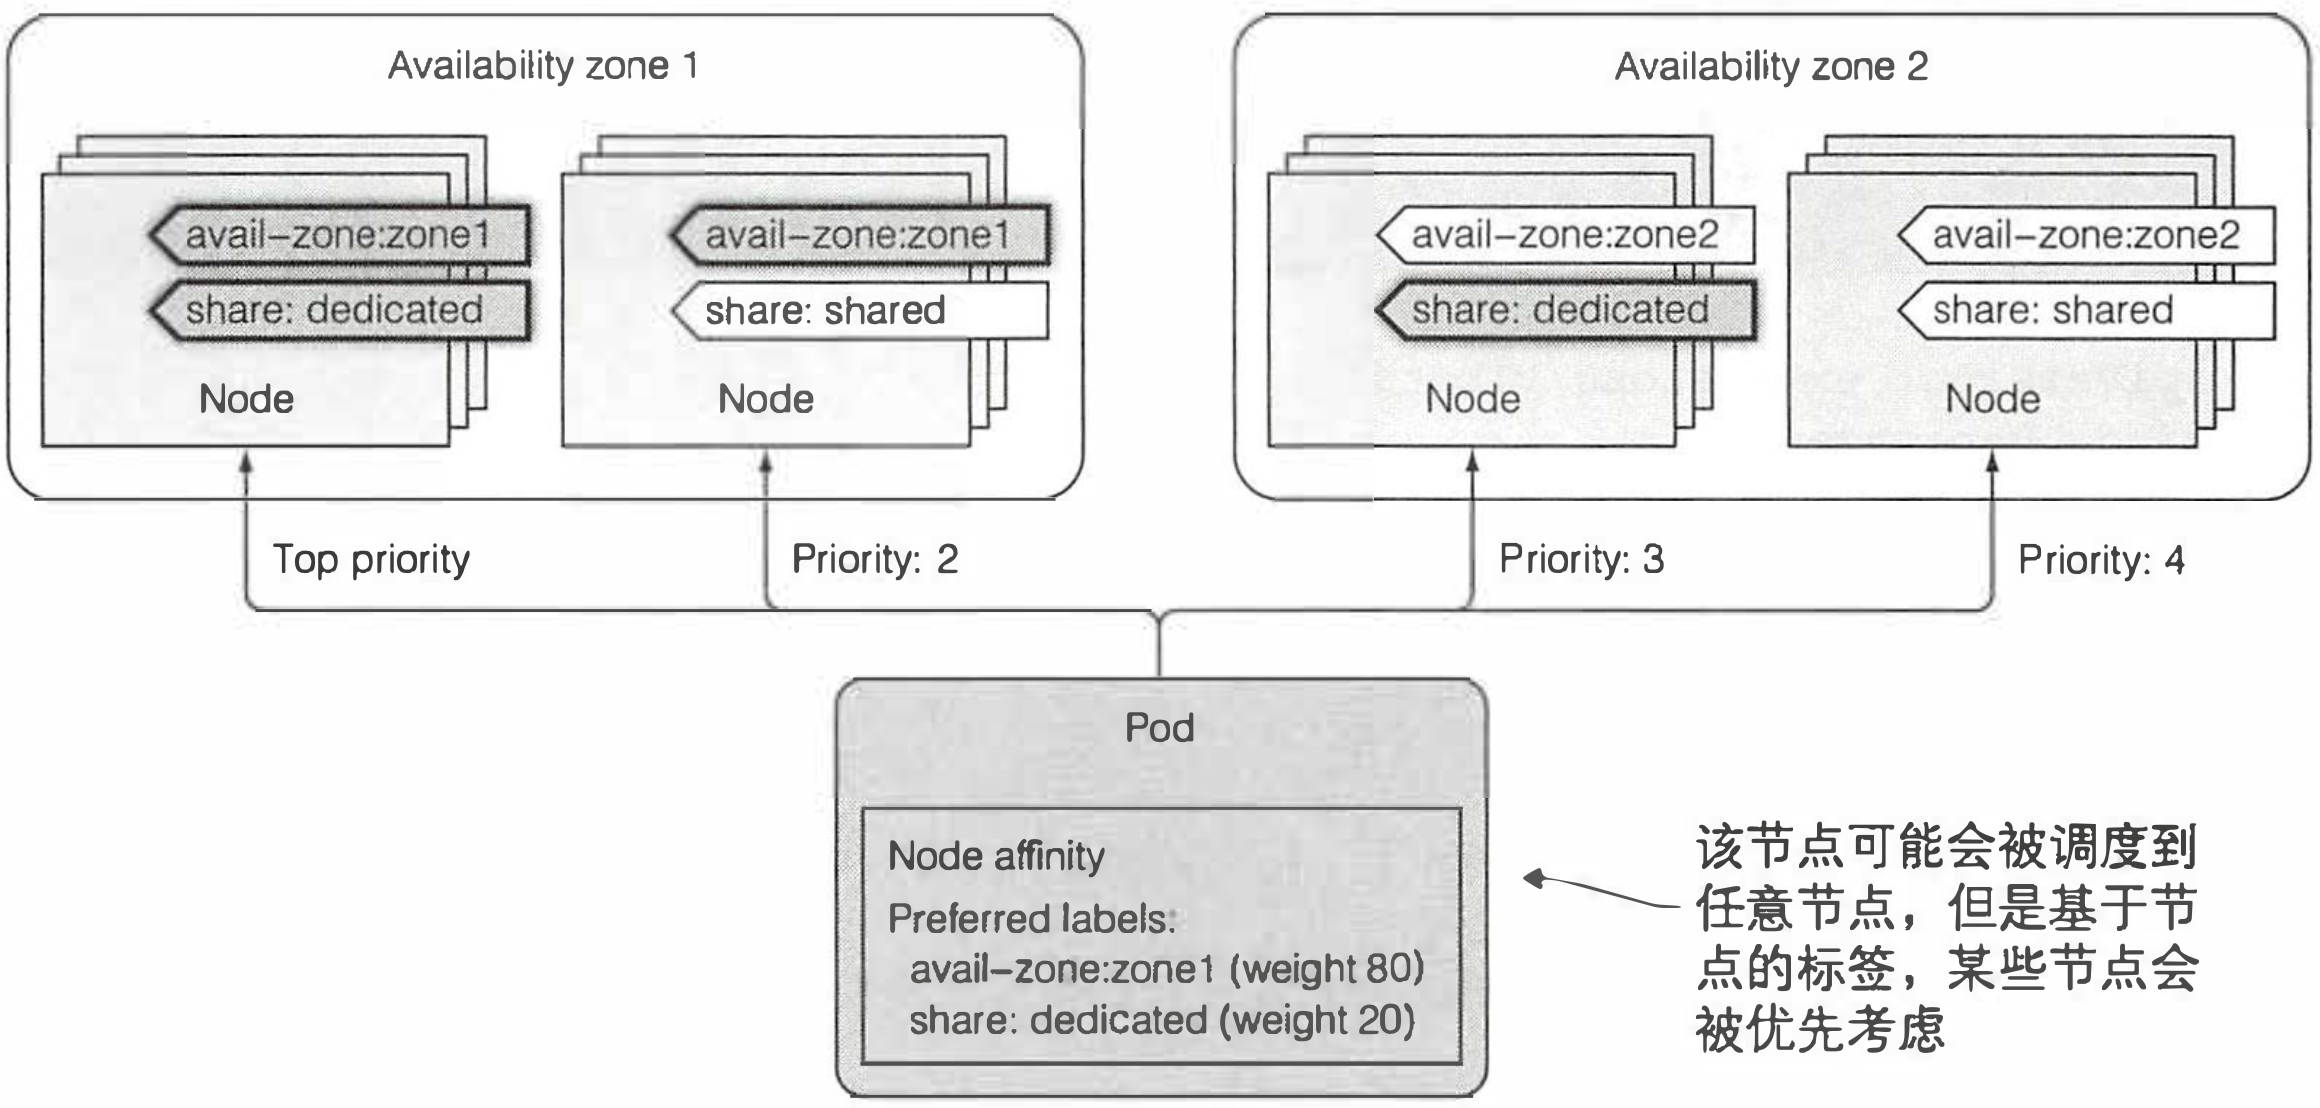 Availability zone 1
avail–zone:zone1
share: dedicated
Node
avail–zone:zone1
share: shared
Node
Availability zone 2
avail–zone:zone2
share: dedicated
Node
avail–zone:zone2
share: shared
Node
Top priority
Priority: 2
Priority: 3
Priority: 4
Pod
Node affinity
Preferred labels:
avail–zone:zone1 (weight 80)
share: dedicated (weight 20)
该节点可能会被调度到
任意节点，但是基于节
点的标签，某些节点会
被优先考虑